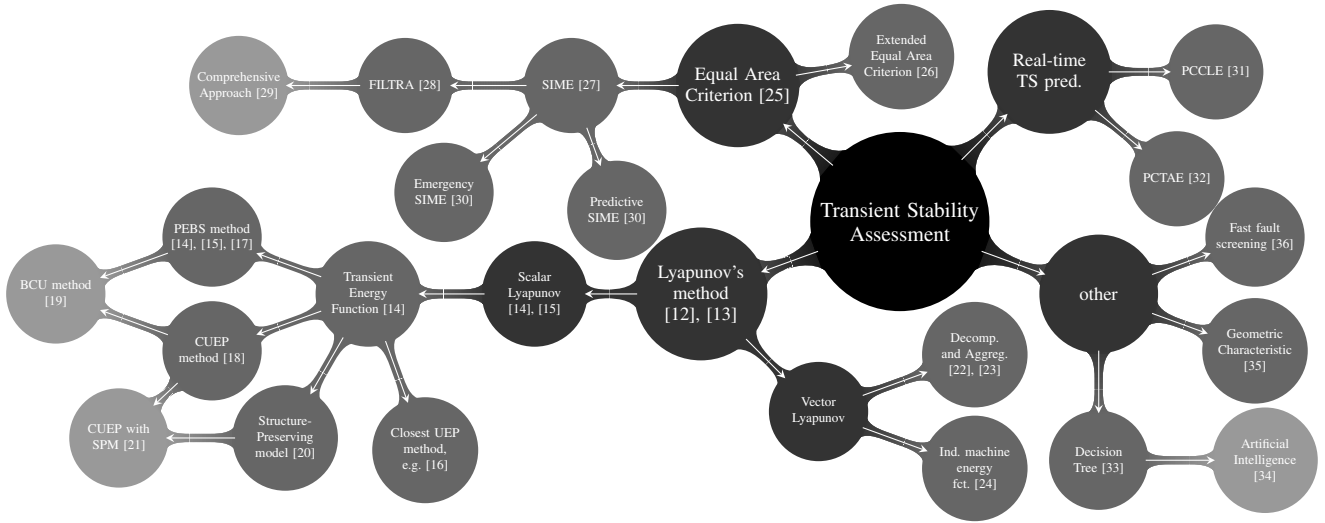 Transient Stability
Assessment
Equal Area
Criterion [25]
Extended
Equal Area
Criterion [26]
SIME [27]
FILTRA [28]
Comprehensive
Approach [29]
Emergency
SIME [30]
Predictive
SIME [30]
Real-time
TS pred.
PCCLE [31]
PCTAE [32]
other
Fast fault
screening [36]
Geometric
Characteristic
[35]
Decision
Tree [33]
Artificial
Intelligence
[34]
Lyapunov's
method
[12], [13]
Scalar
Lyapunov
[14], [15]
Transient
Energy
Function [14]
PEBS method
[14], [15], [17]
BCU method
[19]
CUEP
method [18]
CUEP with
SPM [21]
Structure-
Preserving
model [20]
Closest UEP
method,
e.g. [16]
Vector
Lyapunov
Decomp.
and Aggreg.
[22], [23]
Ind. machine
energy
fct. [24]